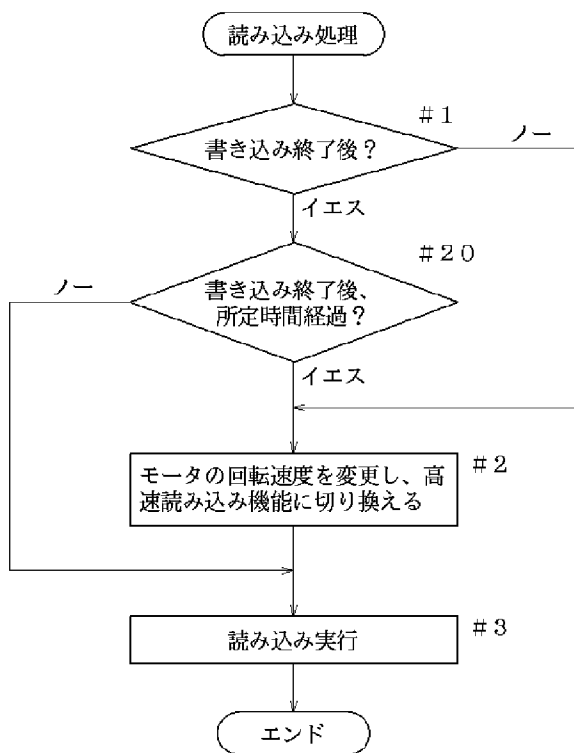 読み込み処理
#1
書き込み終了後?
ノー
イエス
#20
書き込み終了後、
所定時間経過?
ノー
イエス
#2
モータの回転速度を変更し、高
速読み込み機能に切り換える
#3
読み込み実行
エンド